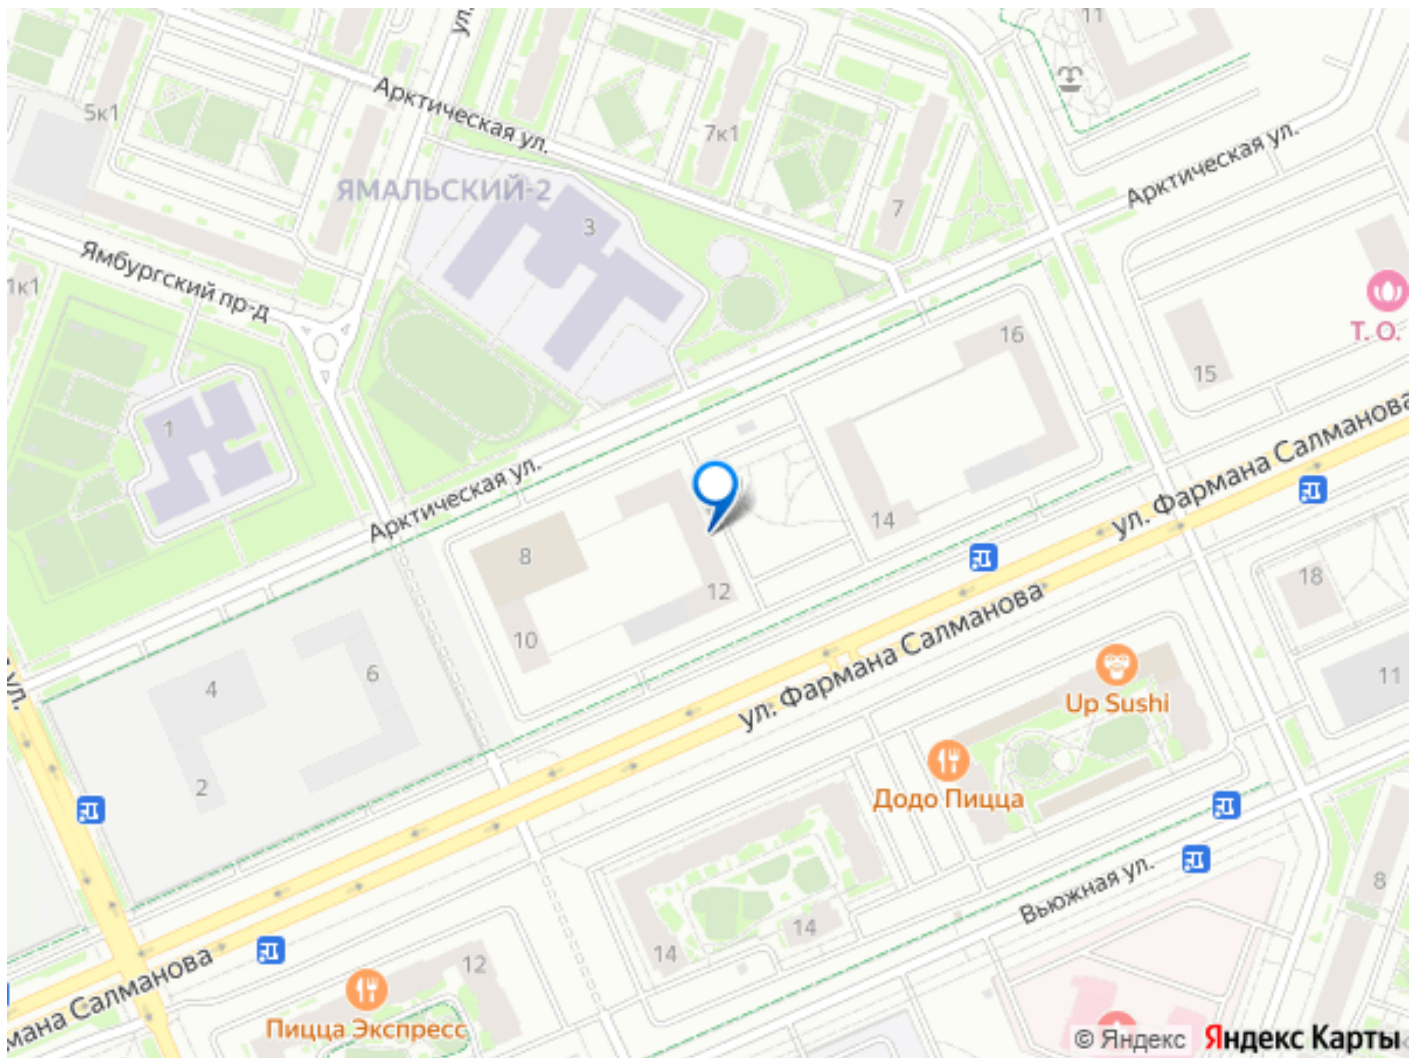 11
ул.
Арктическая ул.
5к1
7к1
Арктическая ул.
ЯМАЛЬСКИЙ-2
3
7
Ямбургский пр-д
1к1
Т. О.
16
15
1
ул. Фармана Салманова
Арктическая ул.
8
14
12
18
10
ул. Фармана Салманова
6
4
11
ул.
Up Sushi
2
Додо Пицца
8
Вьюжная ул.
14
14
12
мана Салманова
Пицца Экспресс
© Яндекс Яндекс Карты